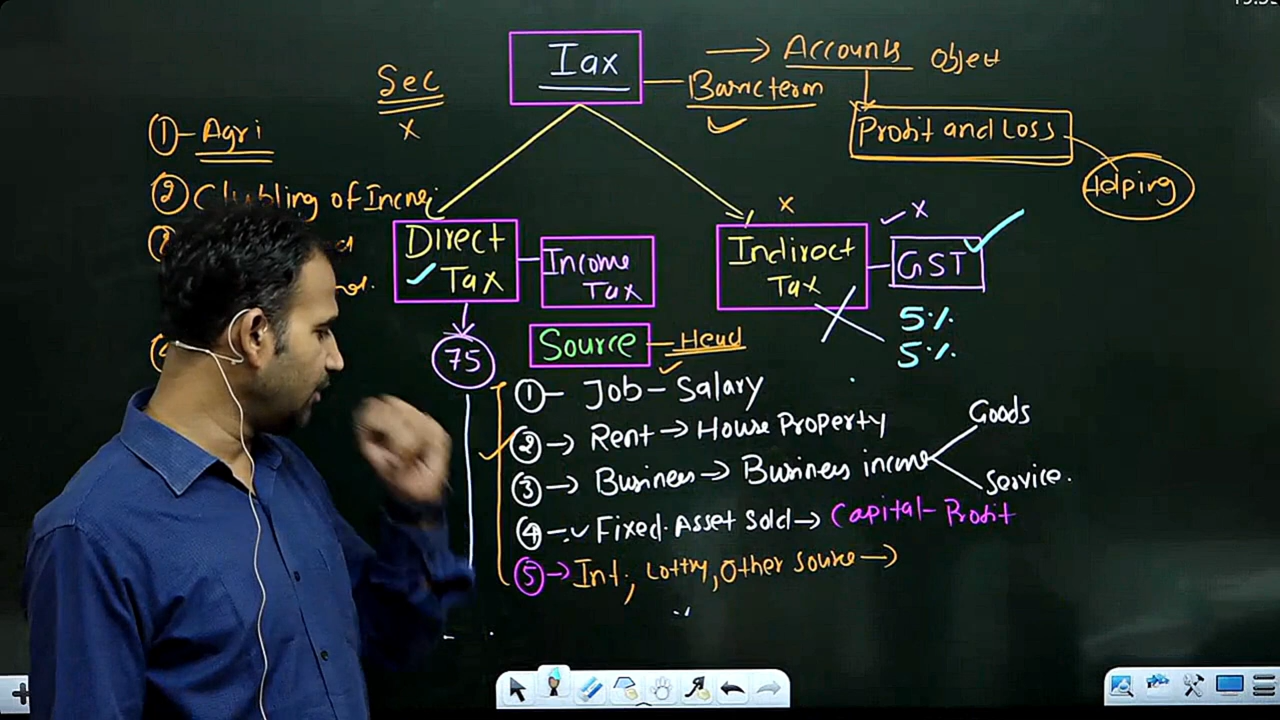 Tax
→ Accounts Object
Basic term
Profit and Loss
Helping
Sec
x
① - Agri
② Clubling of
Direct
Tax
Income
Tax
75
x
Indirect
Tax
✓ x
GST ✓
5%
5%
Source - Head
① - Job - Salary
② → Rent → House Property
③ → Business → Business income
Goods
Service.
④ Fixed Asset Sold → Capital - Profit
⑤ → Int, Lottry, Other Source →